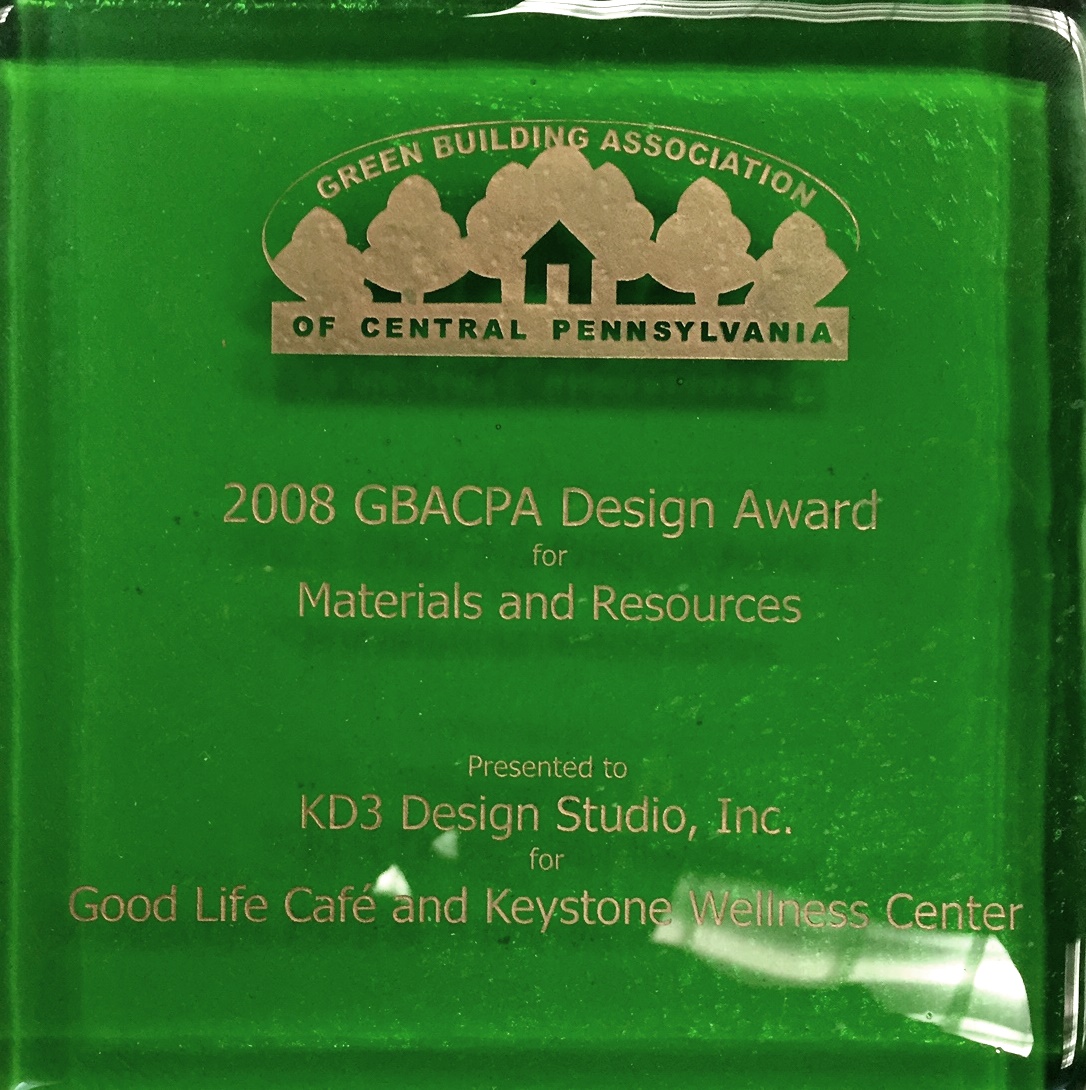 GREEN BUILDING ASSOCIATION
OF CENTRAL PENNSYLVANIA
2008 GBACPA Design Award
for
Materials and Resources
Presented to
KD3 Design Studio, Inc.
for
Good Life Café and Keystone Wellness Center